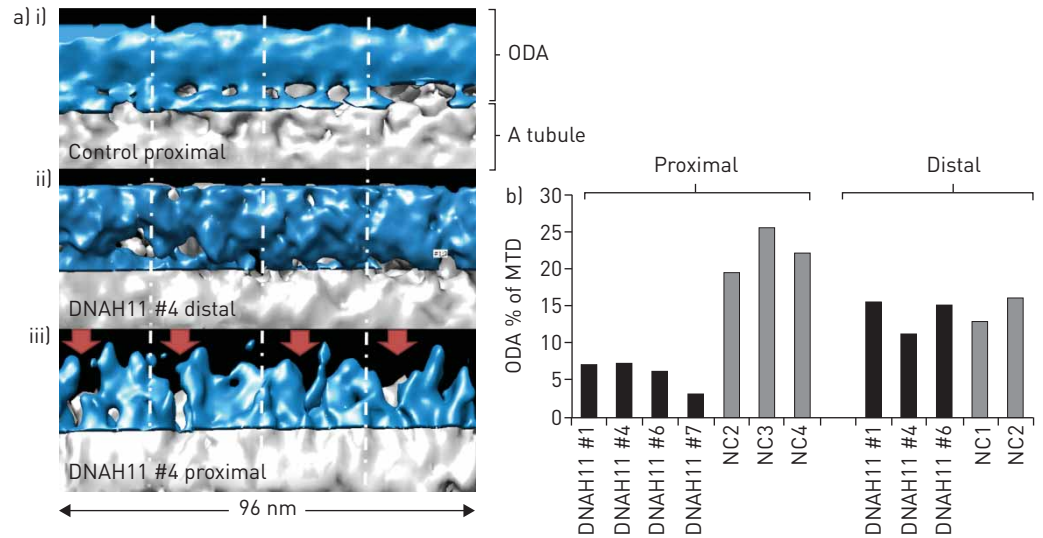 a) i)
ODA
A tubule
Control proximal
ii)
DNAH11 #4 distal
iii)
DNAH11 #4 proximal
96 nm
b)
Proximal
Distal
ODA % of MTD
30
25
20
15
10
5
0
DNAH11 #1
DNAH11 #4
DNAH11 #6
DNAH11 #7
NC2
NC3
NC4
DNAH11 #1
DNAH11 #4
DNAH11 #6
NC1
NC2